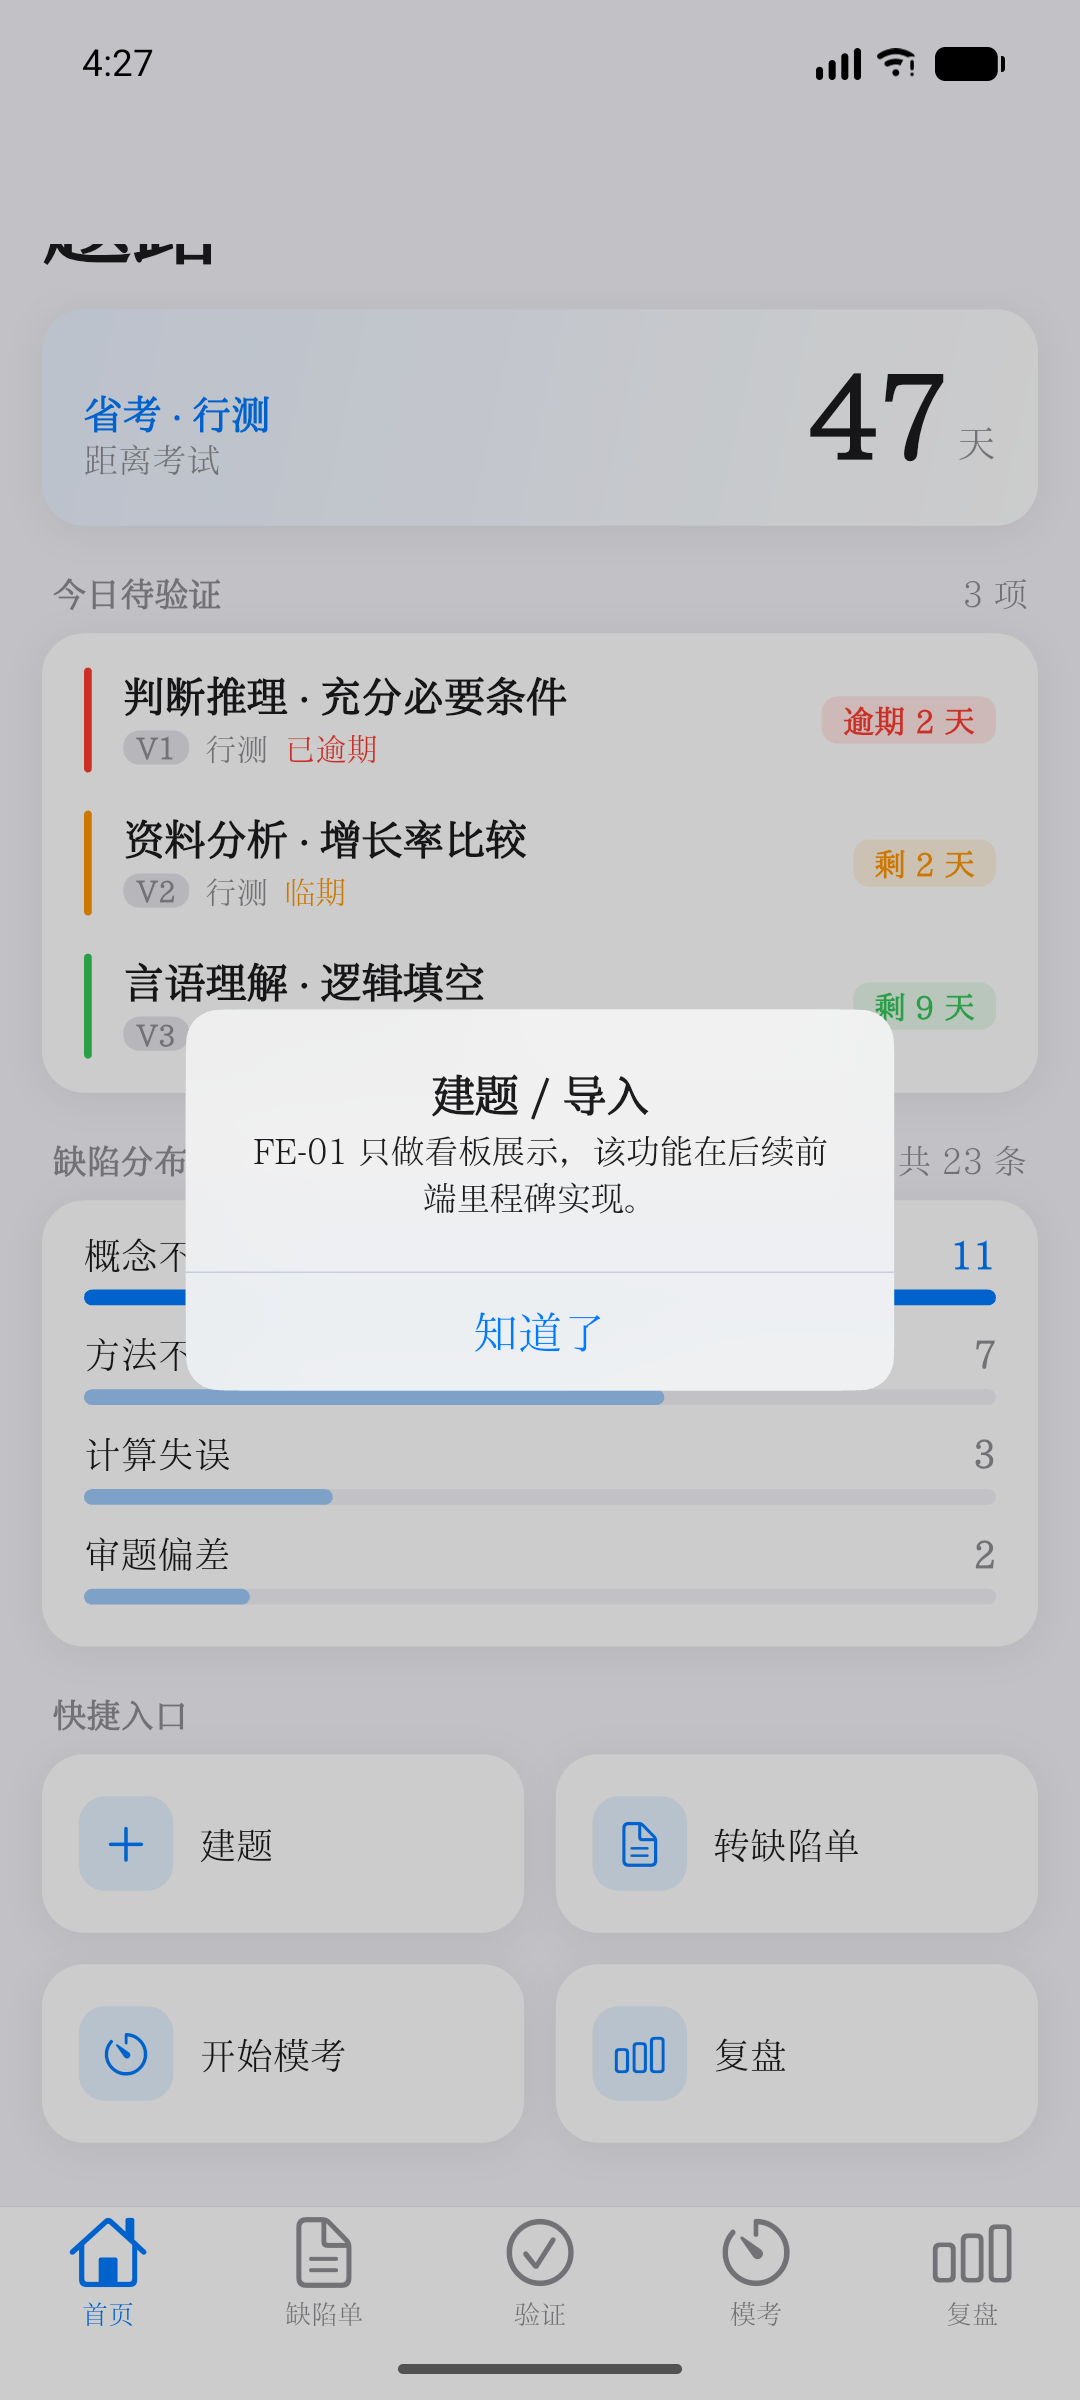 4:27
省考 · 行测
距离考试
47 天
今日待验证
3 项
判断推理 · 充分必要条件
V1 行测 已逾期
逾期 2 天
资料分析 · 增长率比较
V2 行测 临期
剩 2 天
言语理解 · 逻辑填空
V3
剩 9 天
建题 / 导入
FE-01 只做看板展示，该功能在后续前
端里程碑实现。
知道了
缺陷分布
共 23 条
概念不
11
方法不
7
计算失误
3
审题偏差
2
快捷入口
建题
转缺陷单
开始模考
复盘
首页
缺陷单
验证
模考
复盘